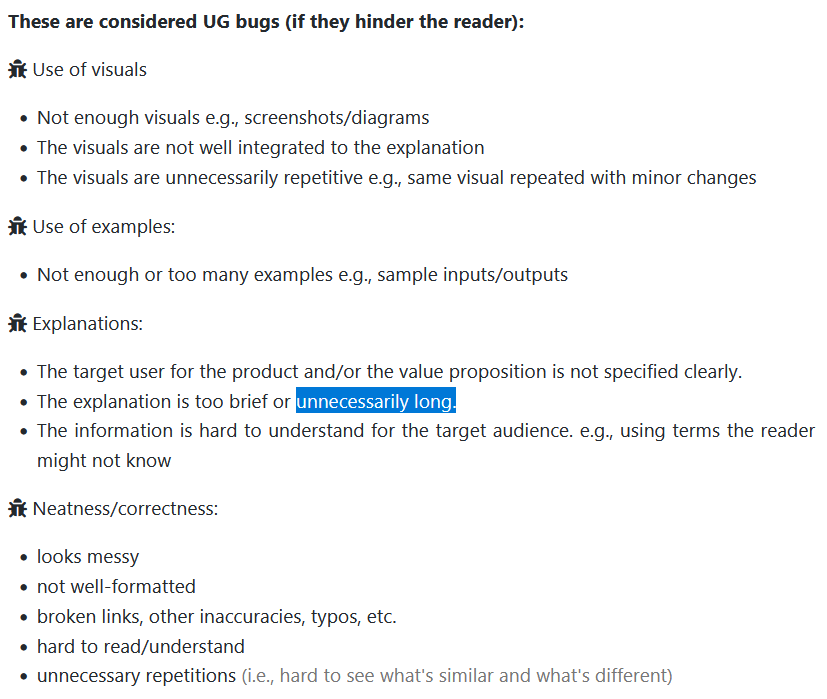 These are considered UG bugs (if they hinder the reader):
Use of visuals
Not enough visuals e.g., screenshots/diagrams
The visuals are not well integrated to the explanation
The visuals are unnecessarily repetitive e.g., same visual repeated with minor changes
Use of examples:
Not enough or too many examples e.g., sample inputs/outputs
Explanations:
The target user for the product and/or the value proposition is not specified clearly.
The explanation is too brief or unnecessarily long.
The information is hard to understand for the target audience. e.g., using terms the reader
might not know
Neatness/correctness:
looks messy
not well-formatted
broken links, other inaccuracies, typos, etc.
hard to read/understand
unnecessary repetitions (i.e., hard to see what's similar and what's different)